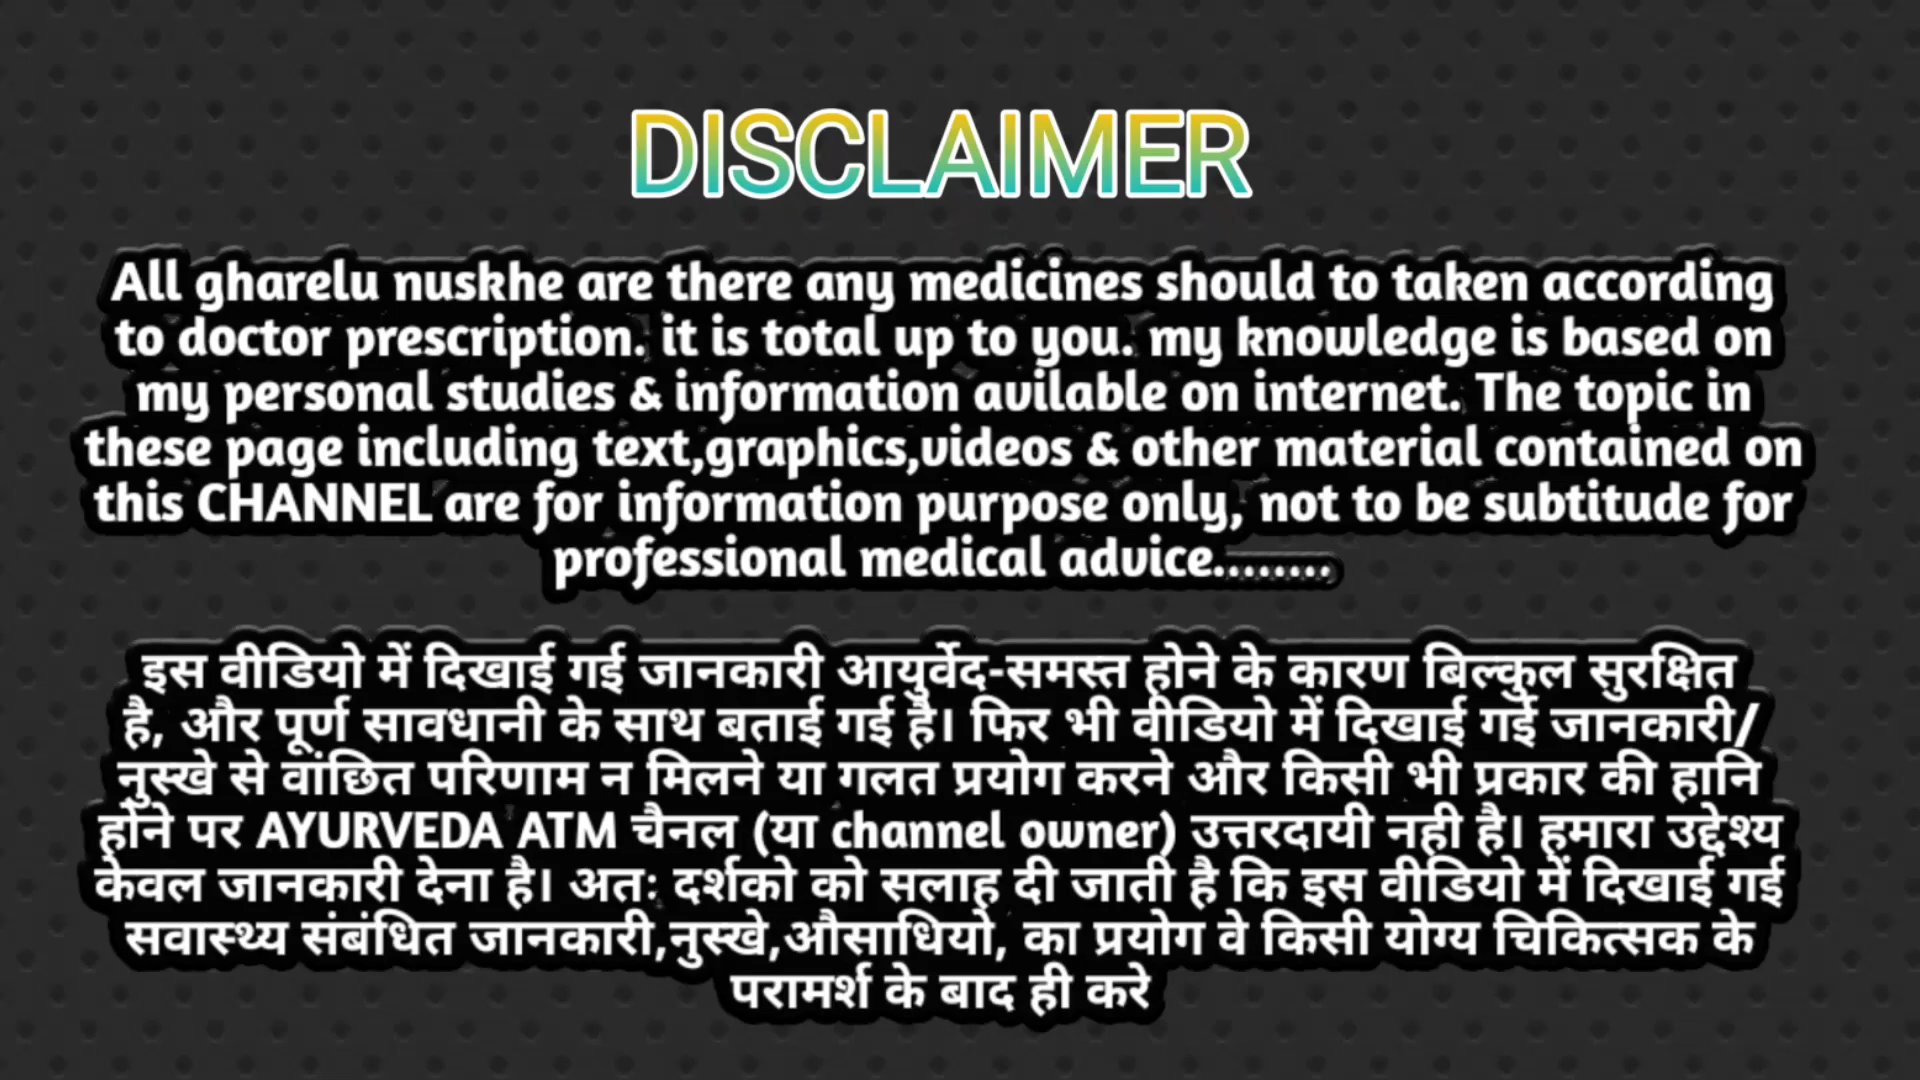 DISCLAIMER
All gharelu nuskhe are there any medicines should to taken according
to doctor prescription. it is total up to you. my knowledge is based on
my personal studies & information avilable on internet. The topic in
these page including text,graphics,videos & other material contained on
this CHANNEL are for information purpose only, not to be subtitude for
professional medical advice........
इस वीडियो में दिखाई गई जानकारी आयुर्वेद-समस्त होने के कारण बिल्कुल सुरक्षित
है, और पूर्ण सावधानी के साथ बताई गई है। फिर भी वीडियो में दिखाई गई जानकारी/
नुस्खे से वांछित परिणाम न मिलने या गलत प्रयोग करने और किसी भी प्रकार की हानि
होने पर AYURVEDA ATM चैनल (या channel owner) उत्तरदायी नही है। हमारा उद्देश्य
केवल जानकारी देना है। अतः दर्शको को सलाह दी जाती है कि इस वीडियो में दिखाई गई
सवास्थ्य संबंधित जानकारी,नुस्खे,औसाधियो, का प्रयोग वे किसी योग्य चिकित्सक के
परामर्श के बाद ही करे